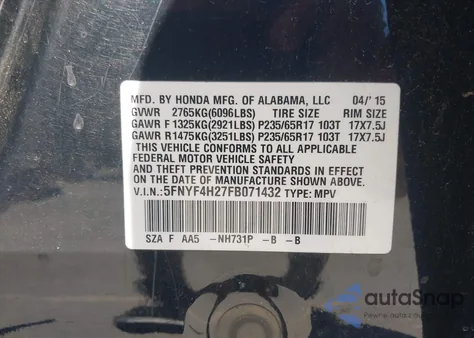 MFD. BY HONDA MFG. OF ALABAMA, LLC 04/'15
GVWR 2765KG(6096LBS) TIRE SIZE RIM SIZE
GAWR F 1325KG(2921LBS) P235/65R17 103T 17X7.5J
GAWR R1475KG(3251LBS) P235/65R17 103T 17X7.5J
THIS VEHICLE CONFORMS TO ALL APPLICABLE
FEDERAL MOTOR VEHICLE SAFETY, BUMPER
AND THEFT PREVENTION STANDARDS IN EFFECT
ON THE DATE OF MANUFACTURE SHOWN ABOVE.
V.I.N: 5FNYF4H27FB071432 TYPE: MPV
SZA F AA5 -NH731P -B -B
autoSnap